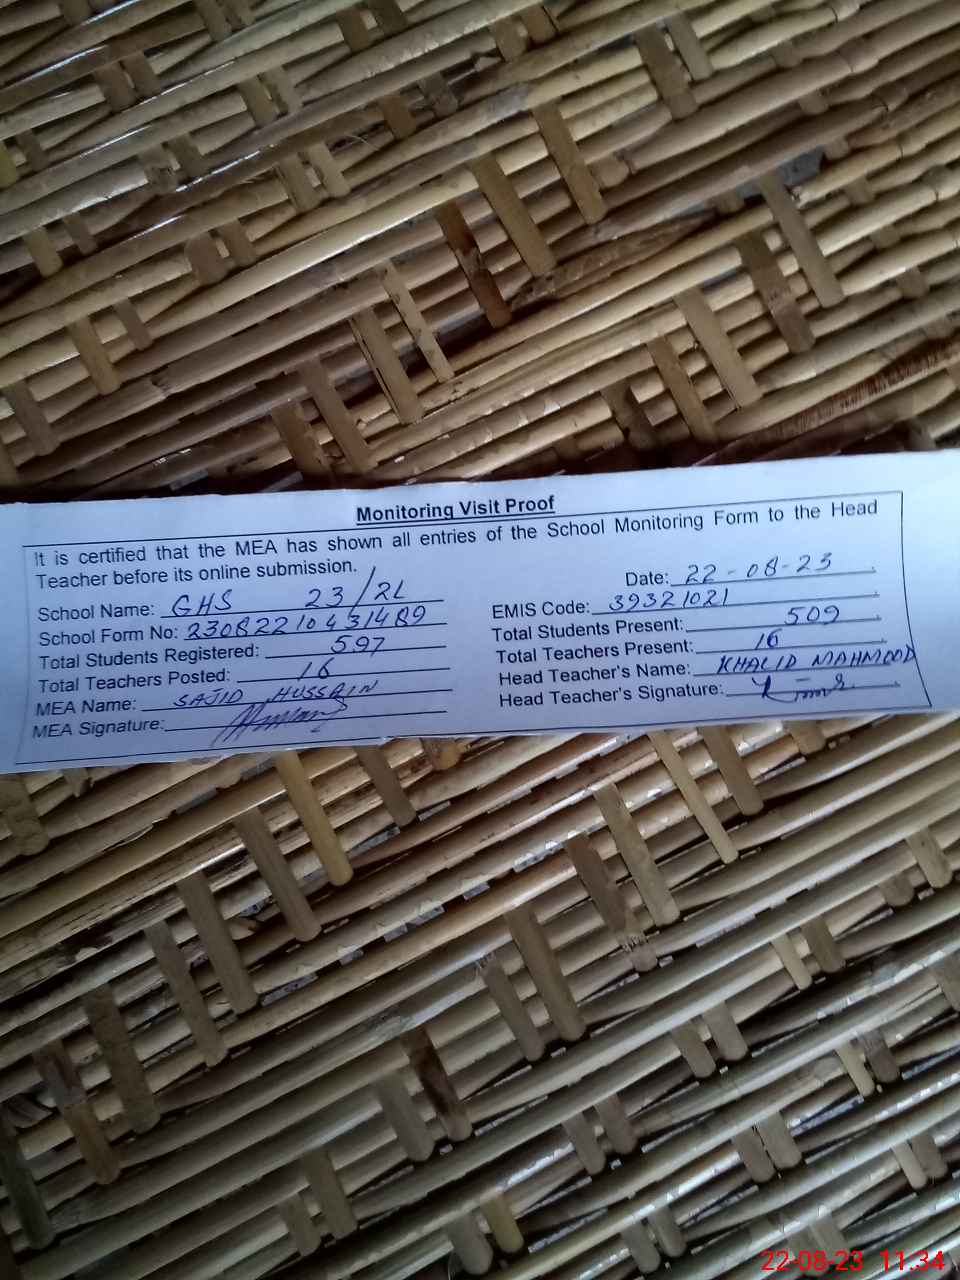 Monitoring Visit Proof
It is certified that the MEA has shown all entries of the School Monitoring Form to the Head
Teacher before its online submission.
Date: 22-08-23
School Name: GHS 23/2L
EMIS Code: 39321021
School Form No: 23082210431489
Total Students Present: 509
Total Students Registered: 597
Total Teachers Present: 16
Total Teachers Posted: 16
Head Teacher's Name: KHALID MAHMOOD
MEA Name: SAJID HUSSAIN
Head Teacher's Signature:
MEA Signature:
22-08-23 11:34